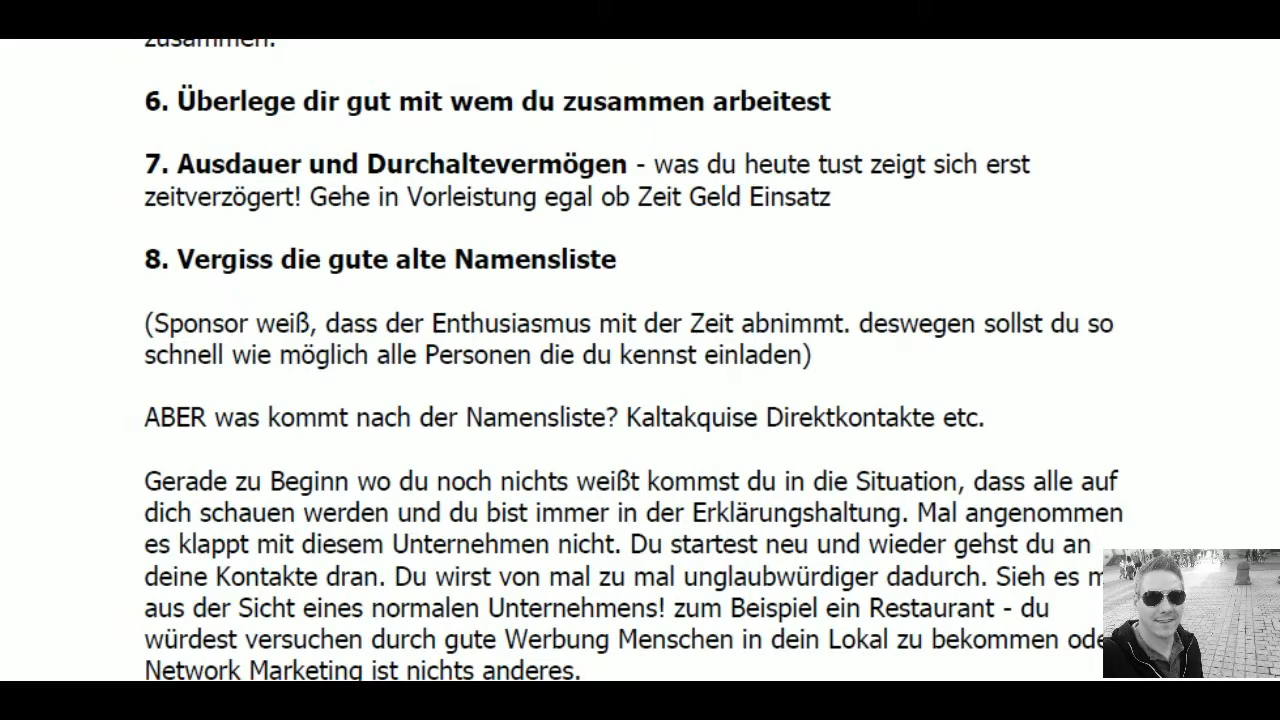 zusammen.
6. Überlege dir gut mit wem du zusammen arbeitest
7. Ausdauer und Durchaltevermögen - was du heute tust zeigt sich erst
zeitverzögert! Gehe in Vorleistung egal ob Zeit Geld Einsatz
8. Vergiss die gute alte Namensliste
(Sponsor weiß, dass der Enthusiasmus mit der Zeit abnimmt. deswegen sollst du so
schnell wie möglich alle Personen die du kennst einladen)
ABER was kommt nach der Namensliste? Kaltakquise Direktkontakte etc.
Gerade zu Beginn wo du noch nichts weißt kommst du in die Situation, dass alle auf
dich schauen werden und du bist immer in der Erklärungshaltung. Mal angenommen
es klappt mit diesem Unternehmen nicht. Du startest neu und wieder gehst du an
deine Kontakte dran. Du wirst von mal zu mal unglaubwürdiger dadurch. Sieh es
aus der Sicht eines normalen Unternehmens! zum Beispiel ein Restaurant - du
würdest versuchen durch gute Werbung Menschen in dein Lokal zu bekommen
Network Marketing ist nichts anderes.